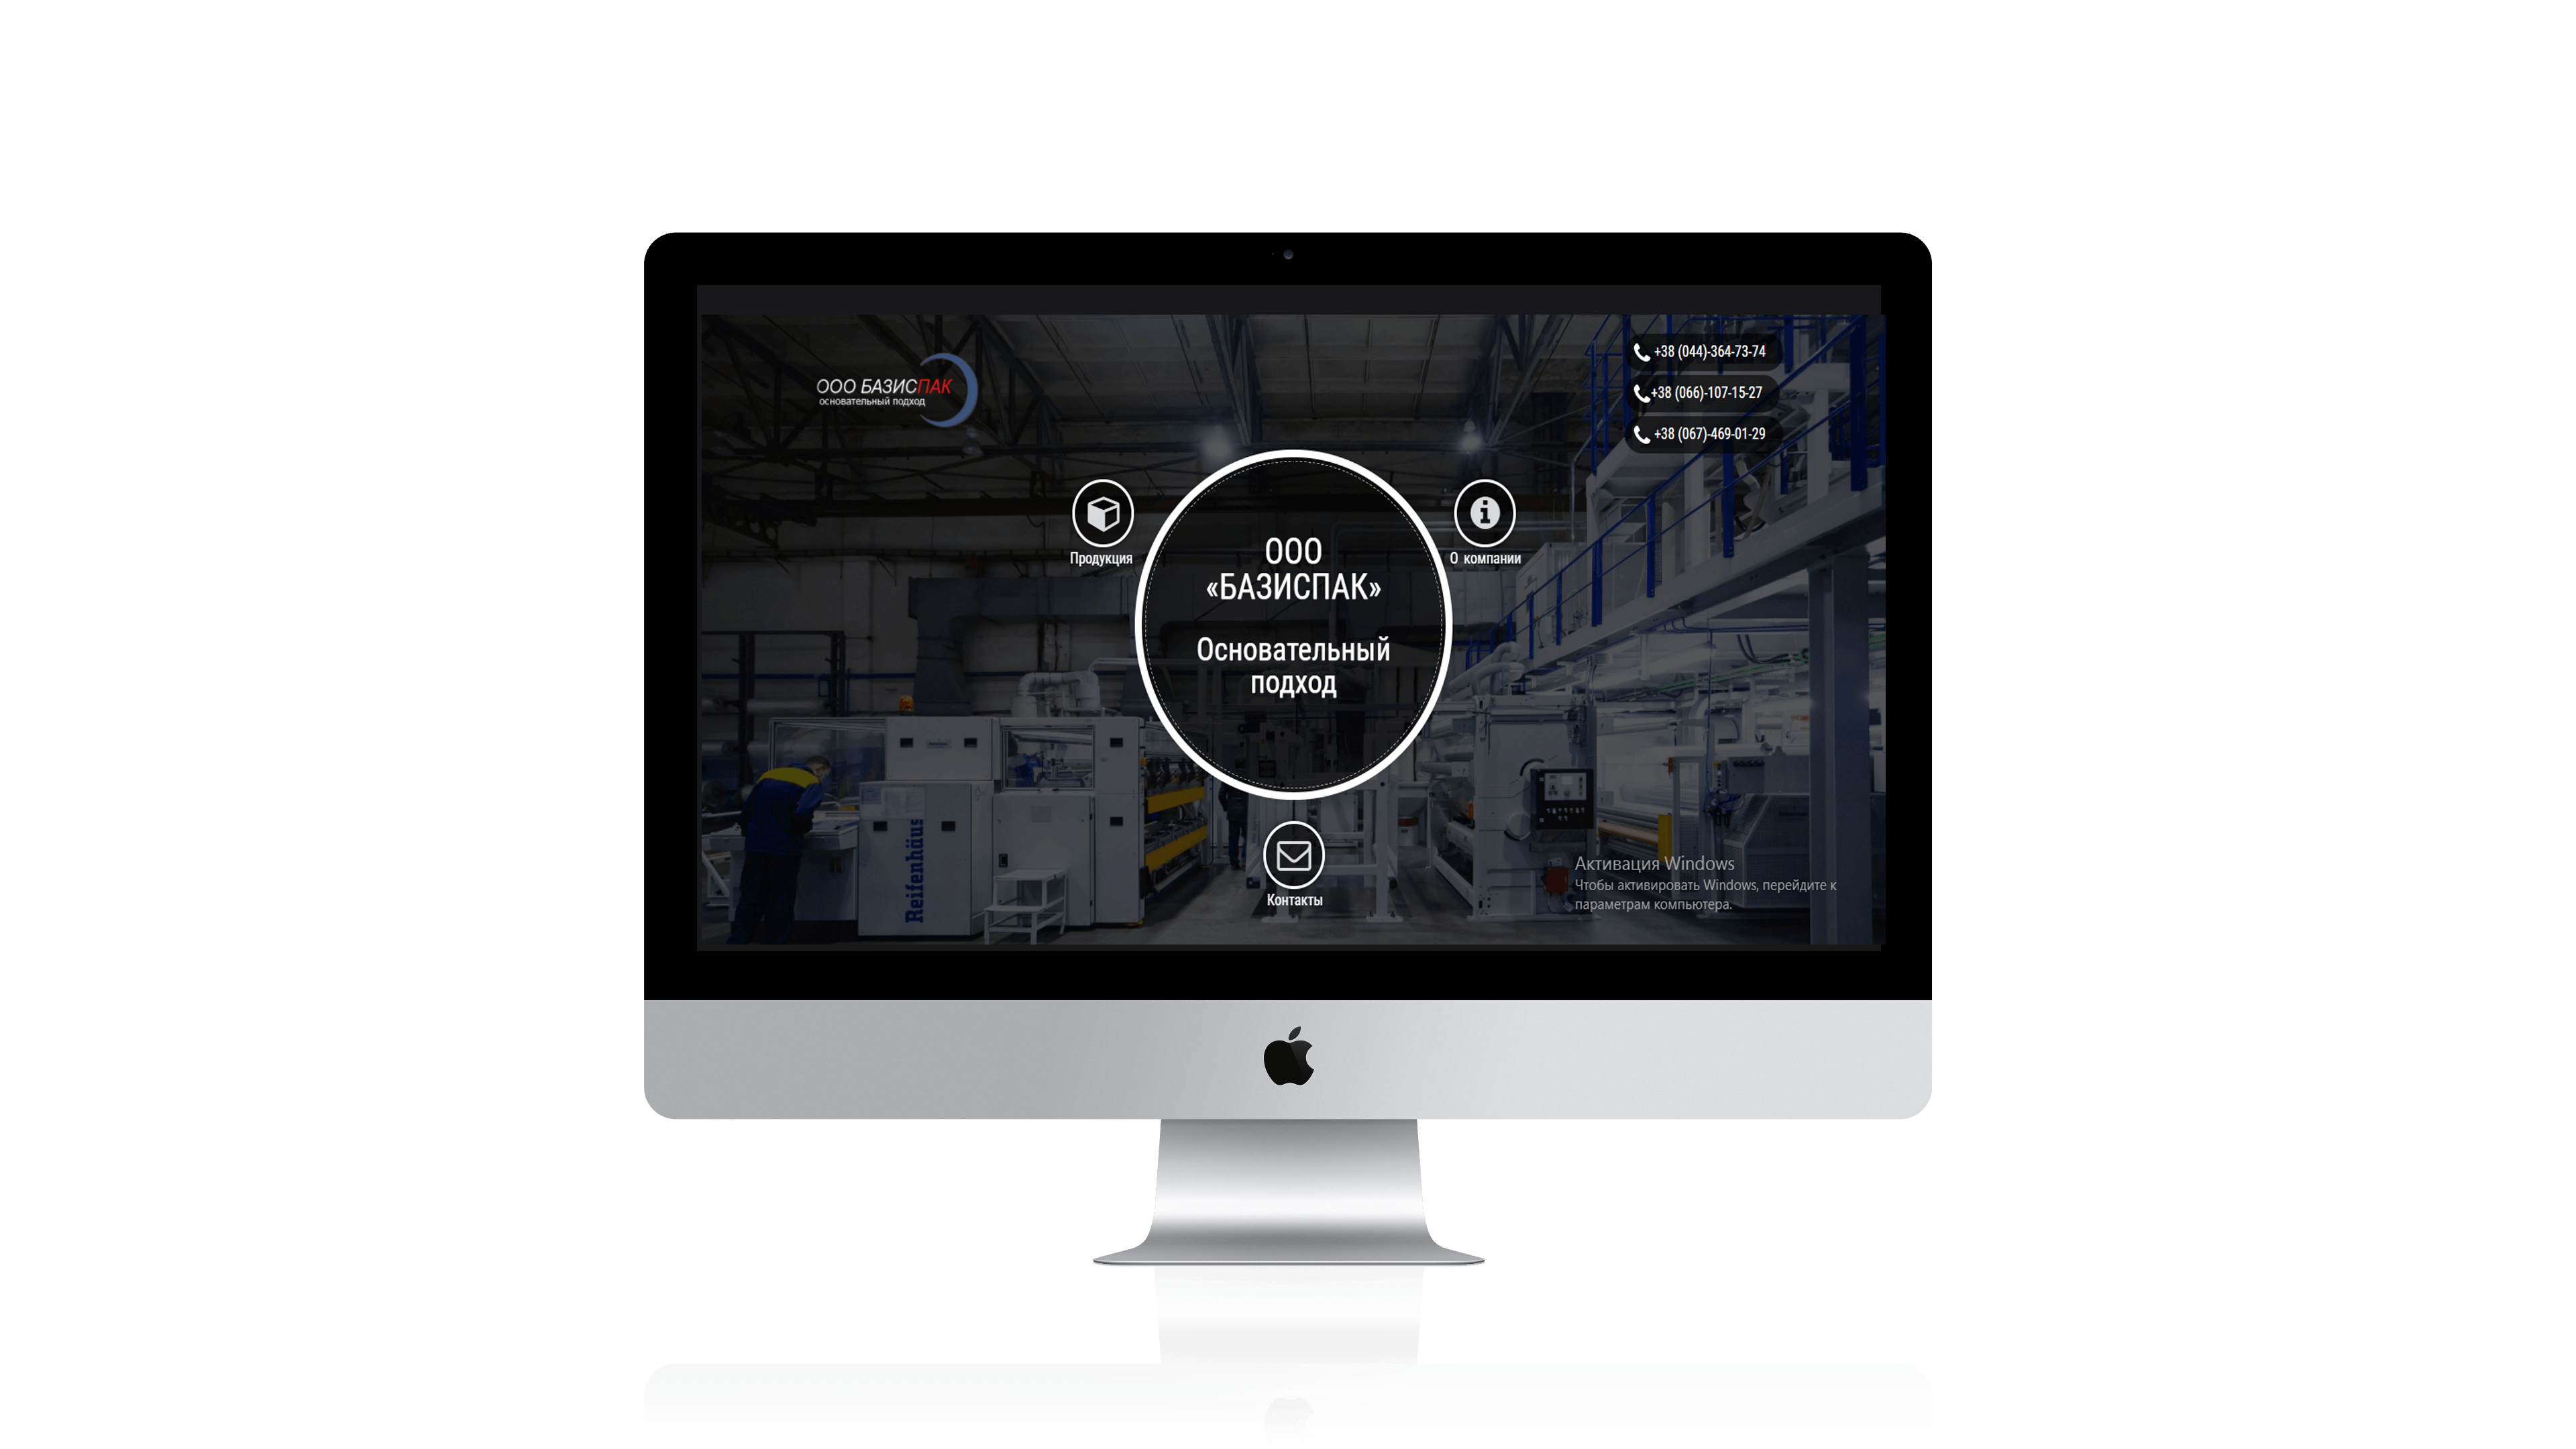 ООО БАЗИСПАК
основательный подход
+38 (044)-364-73-74
+38 (066)-107-15-27
+38 (067)-469-01-29
Продукция
О компании
ООО
«БАЗИСПАК»
Основательный
подход
Reifenhäuser
Контакты
Активация Windows
Чтобы активировать Windows, перейдите к
параметрам компьютера.